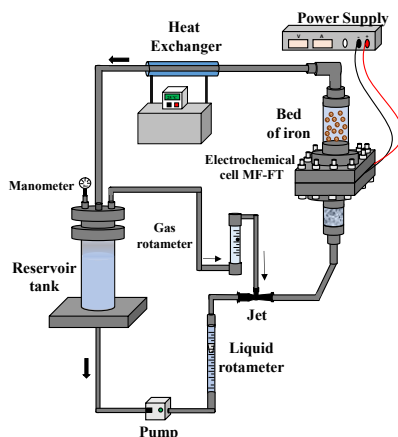 Power Supply
V
A
Heat
Exchanger
Bed
of iron
Electrochemical
cell MF-FT
Manometer
Gas
rotameter
Reservoir
tank
Jet
Liquid
rotameter
Pump